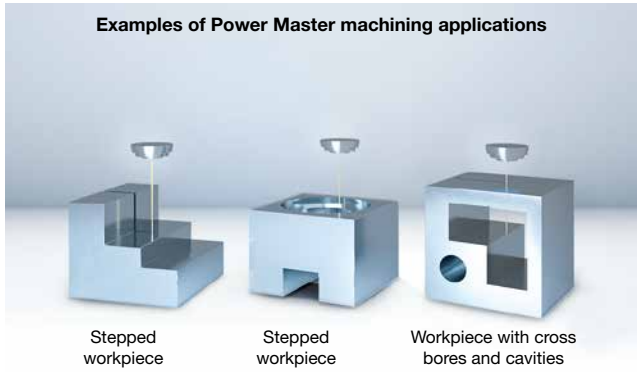 Examples of Power Master machining applications
Stepped
workpiece
Stepped
workpiece
Workpiece with cross
bores and cavities